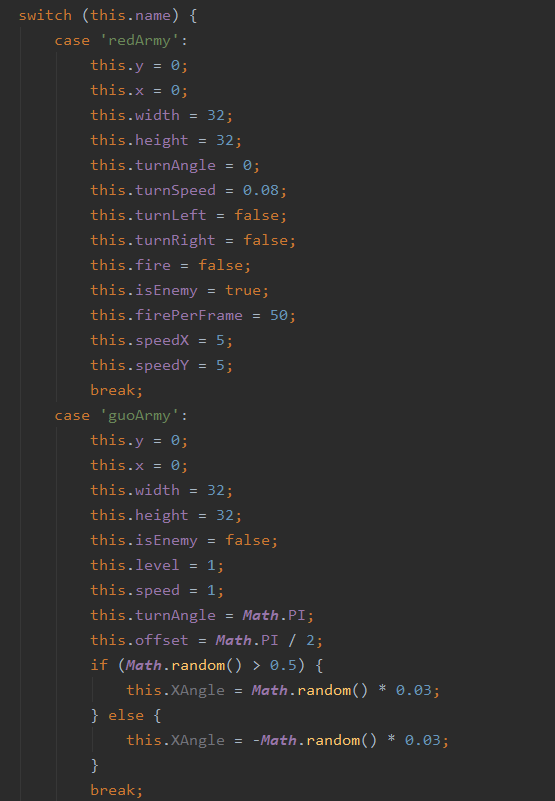 switch (this.name) {
case 'redArmy':
this.y = 0;
this.x = 0;
this.width = 32;
this.height = 32;
this.turnAngle = 0;
this.turnSpeed = 0.08;
this.turnLeft = false;
this.turnRight = false;
this.fire = false;
this.isEnemy = true;
this.firePerFrame = 50;
this.speedX = 5;
this.speedY = 5;
break;
case 'guoArmy':
this.y = 0;
this.x = 0;
this.width = 32;
this.height = 32;
this.isEnemy = false;
this.level = 1;
this.speed = 1;
this.turnAngle = Math.PI;
this.offset = Math.PI / 2;
if (Math.random() > 0.5) {
this.XAngle = Math.random() * 0.03;
} else {
this.XAngle = -Math.random() * 0.03;
}
break;